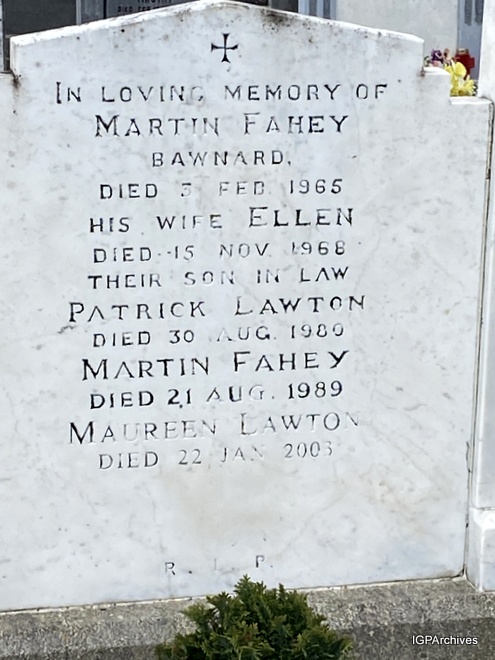 IN LOVING MEMORY OF
MARTIN FAHEY
BAWNARD,
DIED 3 FEB 1965
HIS WIFE ELLEN
DIED 15 NOV. 1968
THEIR SON IN LAW
PATRICK LAWTON
DIED 30 AUG. 1980
MARTIN FAHEY
DIED 21 AUG. 1989
MAUREEN LAWTON
DIED 22 JAN 2003
R. I. P.
IGPArchives